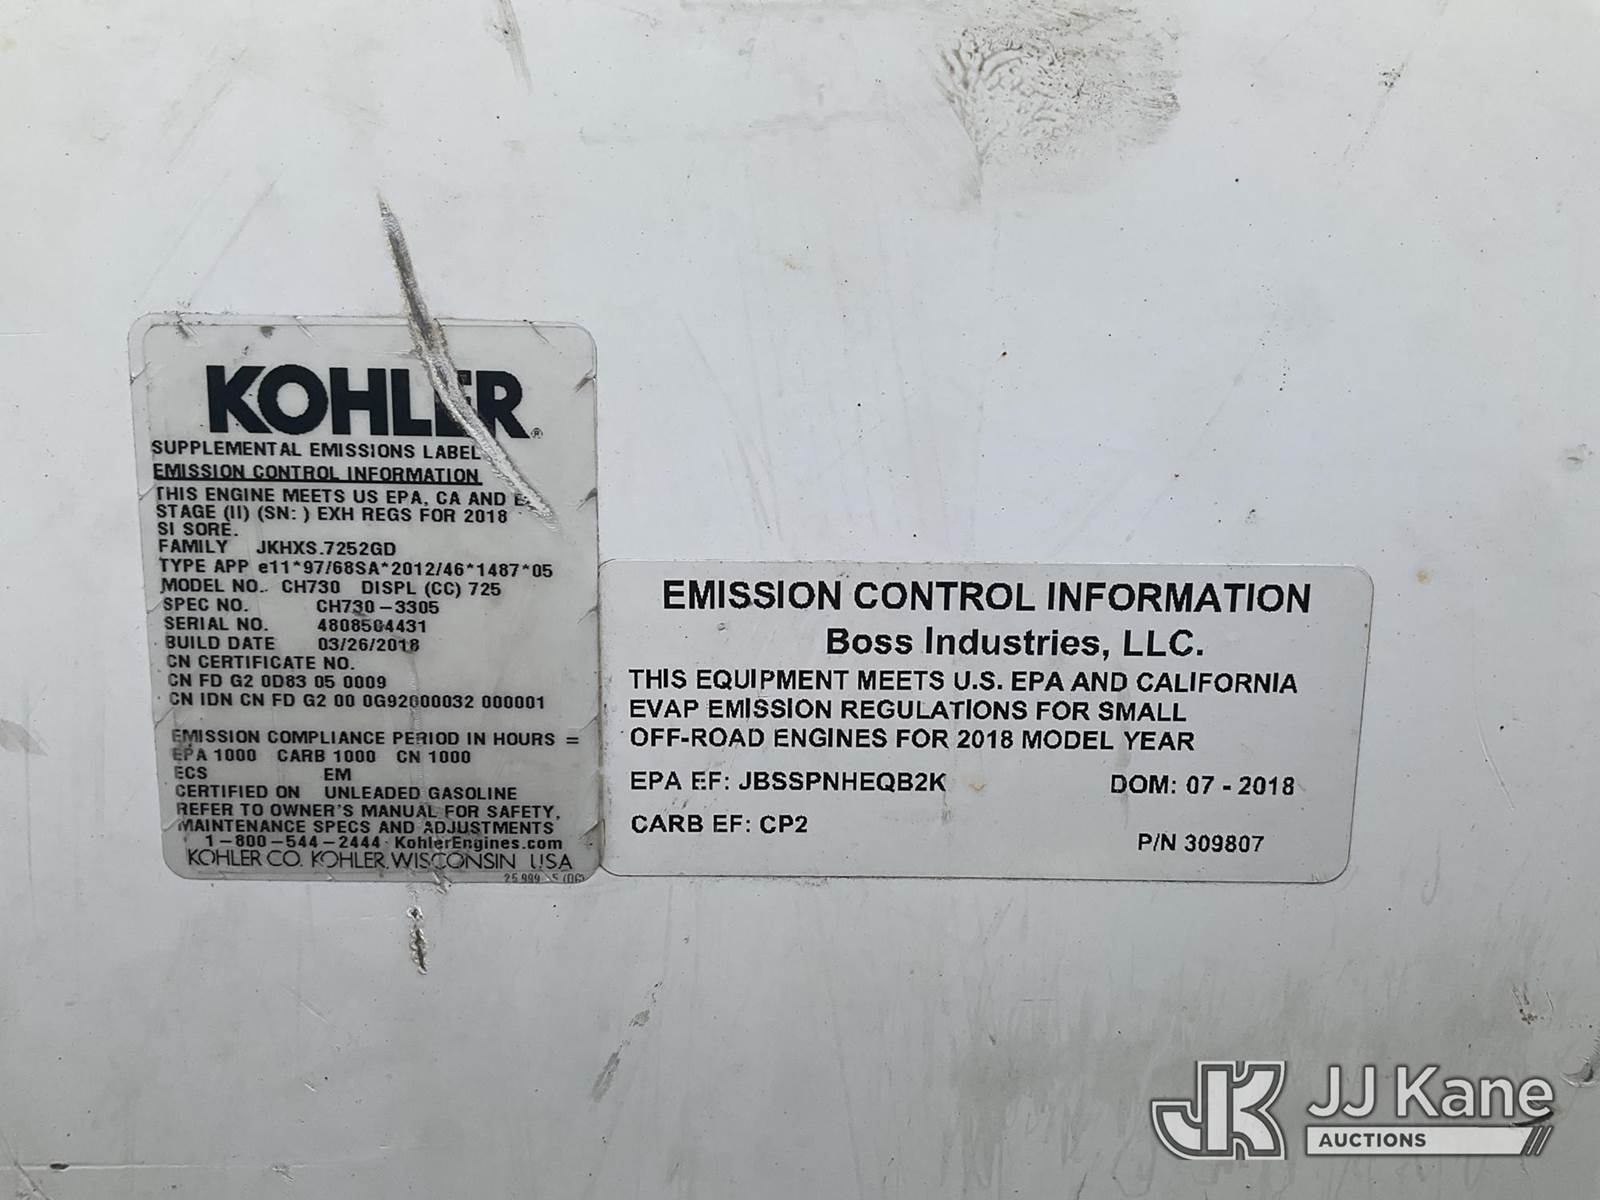 KOHLER®
SUPPLEMENTAL EMISSIONS LABEL
EMISSION CONTROL INFORMATION
THIS ENGINE MEETS US EPA, CA AND
STAGE (II) (SN: ) EXH REGS FOR 2018
SI SORE.
FAMILY JKHXS.7252GD
TYPE APP e11*97/68SA*2012/46*1487*05
MODEL NO.. CH730 DISPL (CC) 725
SPEC NO. CH730-3305
SERIAL NO. 4808504431
BUILD DATE 03/26/2018
CN CERTIFICATE NO.
CN FD G2 0D83 05 0009
CN IDN CN FD G2 00 0G92000032 000001
EMISSION COMPLIANCE PERIOD IN HOURS =
EPA 1000 CARB 1000 CN 1000
ECS EM
CERTIFIED ON UNLEADED GASOLINE
REFER TO OWNER'S MANUAL FOR SAFETY,
MAINTENANCE SPECS AND ADJUSTMENTS
1-800-544-2444 KohlerEngines.com
KOHLER CO. KOHLER, WISCONSIN USA
EMISSION CONTROL INFORMATION
Boss Industries, LLC.
THIS EQUIPMENT MEETS U.S. EPA AND CALIFORNIA
EVAP EMISSION REGULATIONS FOR SMALL
OFF-ROAD ENGINES FOR 2018 MODEL YEAR
EPA EF: JBSSPNHEQB2K DOM: 07 - 2018
CARB EF: CP2
P/N 309807
JK JJ Kane
AUCTIONS